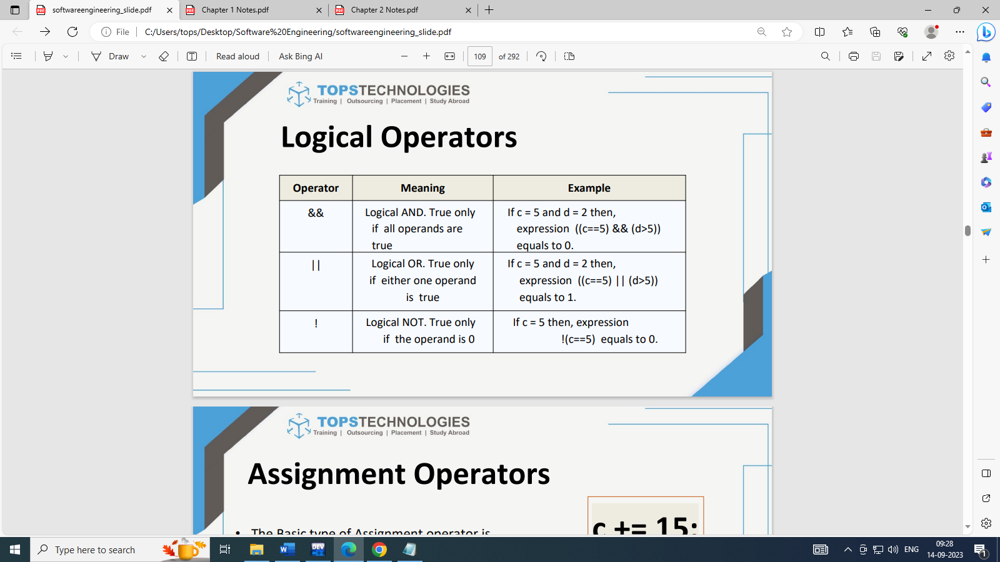 softwareengineering_slide.pdf
Chapter 1 Notes.pdf
Chapter 2 Notes.pdf
File
C:/Users/tops/Desktop/Software%20Engineering/softwareengineering_slide.pdf
Draw
Read aloud
Ask Bing AI
109
of 292
TOPSTECHNOLOGIES
Training | Outsourcing | Placement | Study Abroad
Logical Operators
Operator
Meaning
Example
&&
Logical AND. True only
if all operands are
true
If c = 5 and d = 2 then,
expression ((c==5) && (d>5))
equals to 0.
||
Logical OR. True only
if either one operand
is true
If c = 5 and d = 2 then,
expression ((c==5) || (d>5))
equals to 1.
!
Logical NOT. True only
if the operand is 0
If c = 5 then, expression
!(c==5) equals to 0.
TOPSTECHNOLOGIES
Training | Outsourcing | Placement | Study Abroad
Assignment Operators
c += 15;
• The Basic type of Assignment operator is
Type here to search
DEV
ENG
09:28
14-09-2023
1